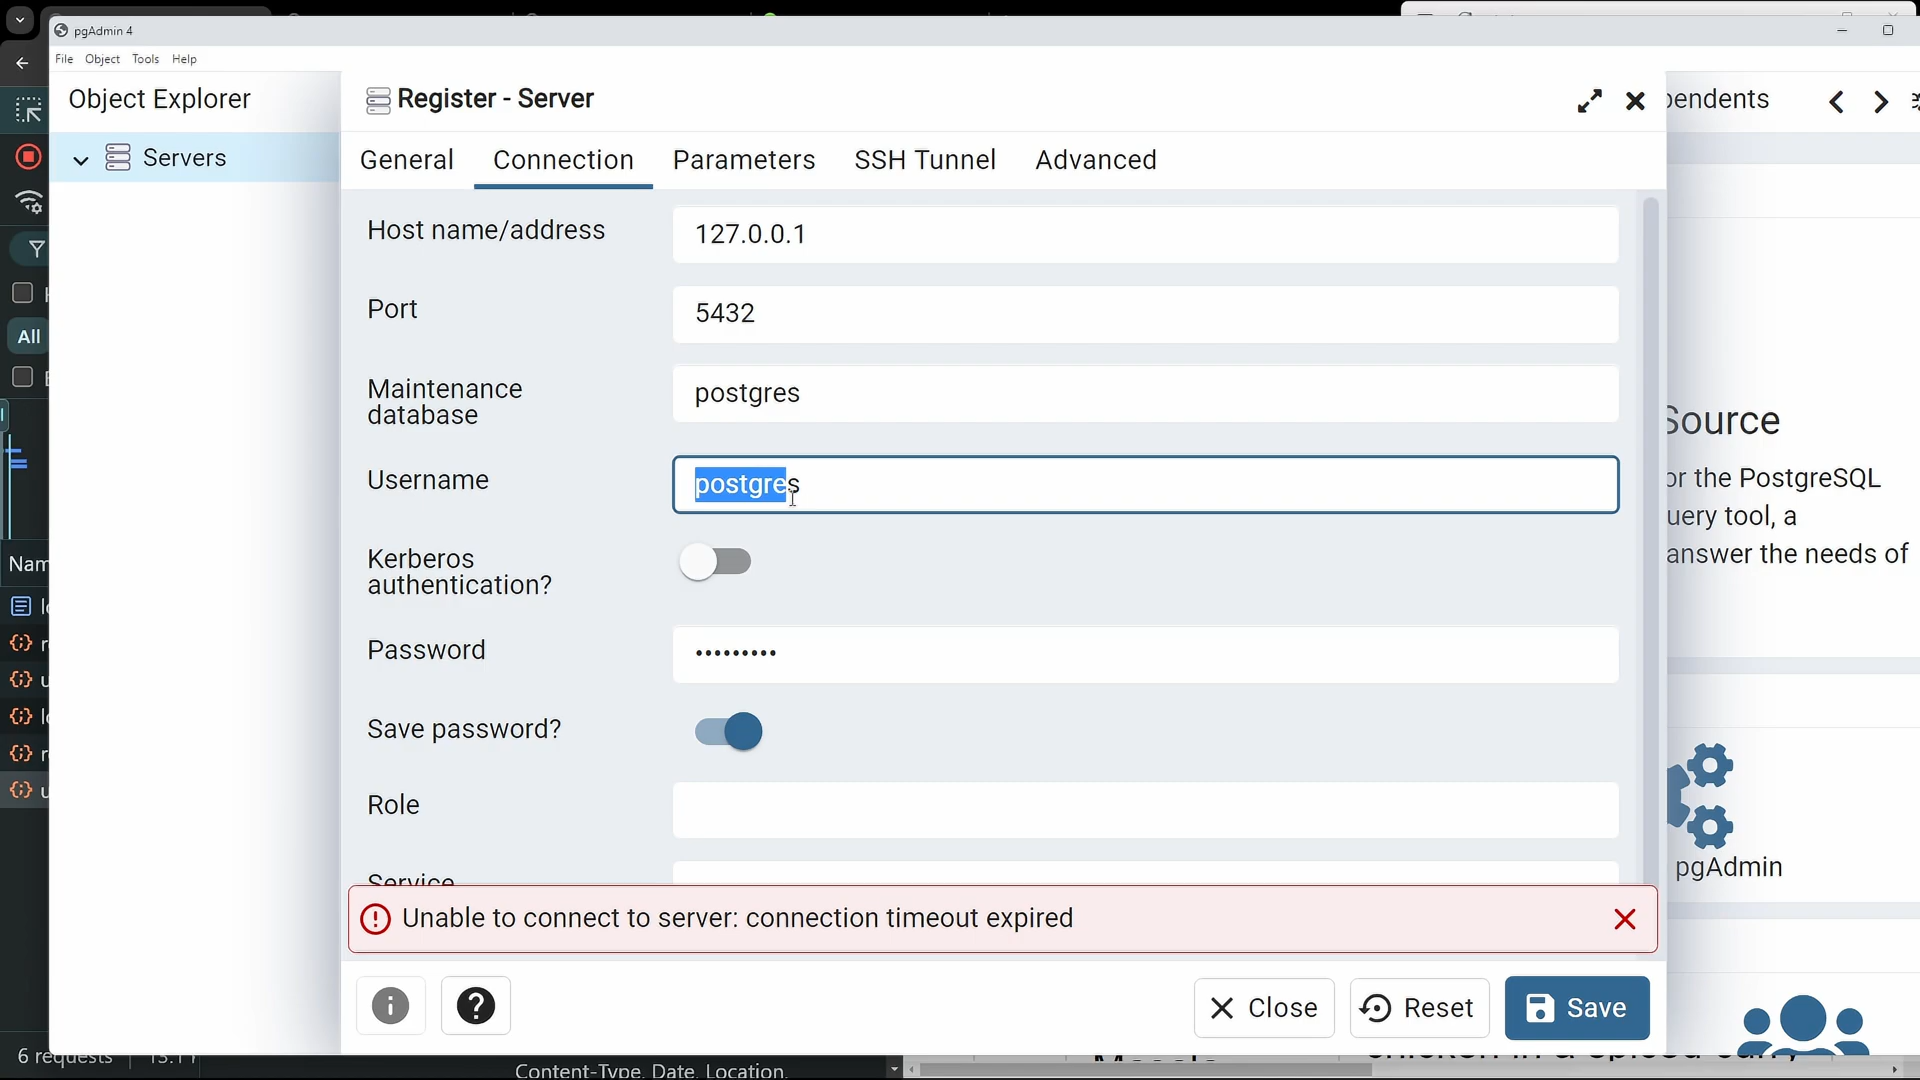 pgAdmin 4
File Object Tools Help
Object Explorer
Servers
Register - Server
General Connection Parameters SSH Tunnel Advanced
Host name/address
127.0.0.1
Port
5432
Maintenance
database
postgres
Username
postgres
Kerberos
authentication?
Password
•••••••••
Save password?
Role
Service
Unable to connect to server: connection timeout expired
Close
Reset
Save
pendents
Source
or the PostgreSQL
uery tool, a
answer the needs of
pgAdmin
All
Nam
6 requests
Content-Type, Date, Location,